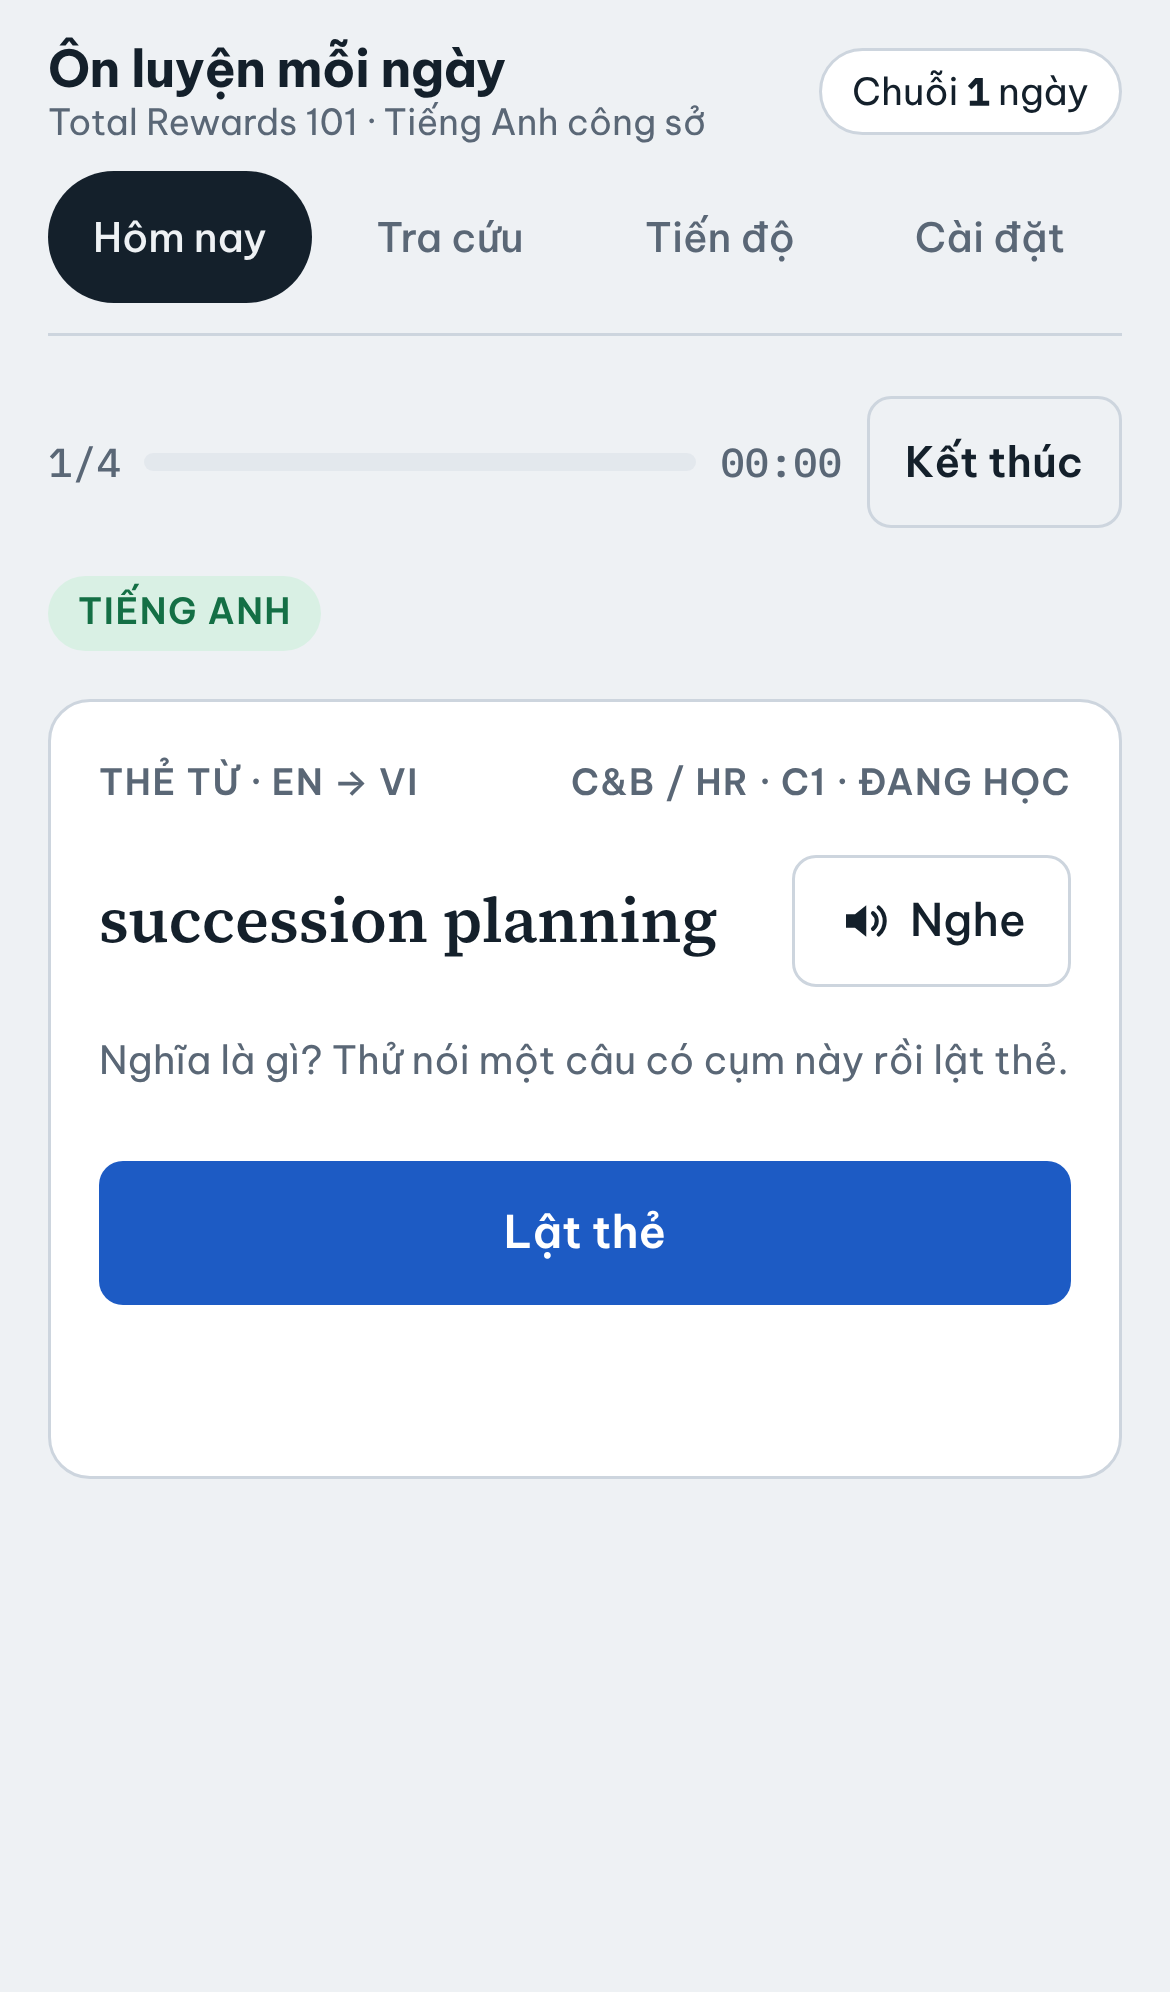 Ôn luyện mỗi ngày
Total Rewards 101 · Tiếng Anh công sở
Chuỗi 1 ngày
Hôm nay
Tra cứu
Tiến độ
Cài đặt
1/4
00:00
Kết thúc
TIẾNG ANH
THẺ TỪ · EN → VI
C&B / HR · C1 · ĐANG HỌC
succession planning
Nghe
Nghĩa là gì? Thử nói một câu có cụm này rồi lật thẻ.
Lật thẻ